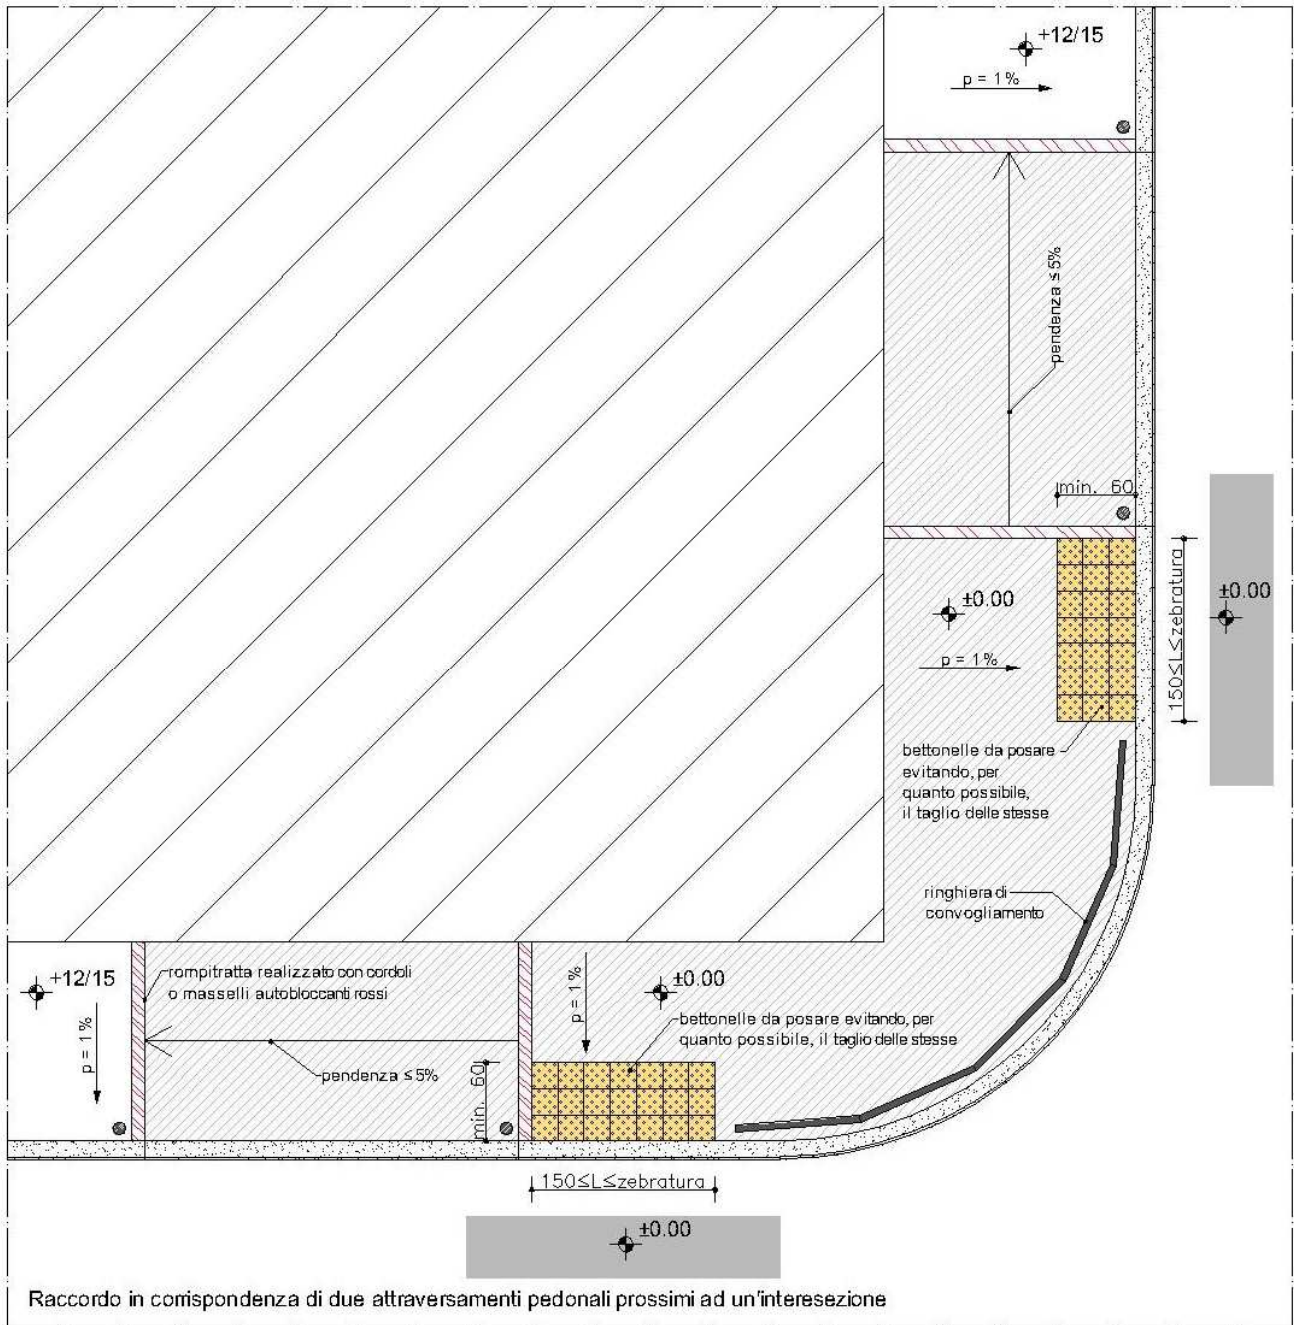 +12/15
p = 1%
pendenza ≤ 5%
min. 60
±0.00
p = 1%
150≤L≤zebratura
±0.00
bettonelle da posare
evitando, per
quanto possibile,
il taglio delle stesse
ringhiera di
convogliamento
+12/15
p = 1%
rompitratta realizzato con cordoli
o masselli autobloccanti rossi
pendenza ≤ 5%
min. 60
p = 1%
±0.00
bettonelle da posare evitando, per
quanto possibile, il taglio delle stesse
150≤L≤zebratura
±0.00
Raccordo in corrispondenza di due attraversamenti pedonali prossimi ad un'interesezione